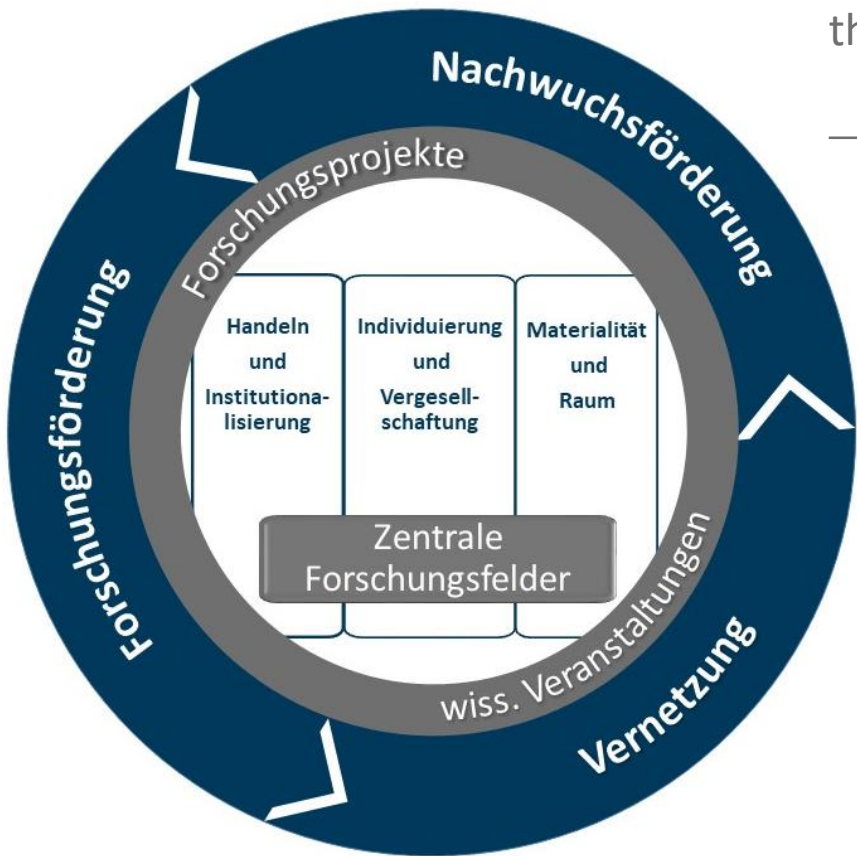 th
Nachwuchsförderung
Forschungsprojekte
Forschungsförderung
Handeln
und
Institutiona-
lisierung
Individuierung
und
Vergesell-
schaftung
Materialität
und
Raum
Zentrale
Forschungsfelder
wiss. Veranstaltungen
Vernetzung